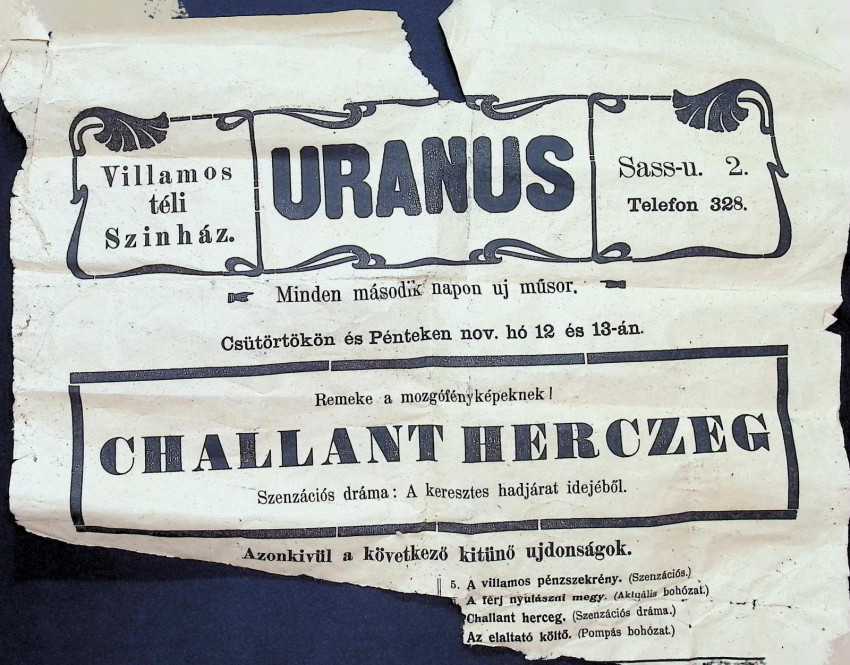 Villamos
téli
Szinház.
URANUS
Sass-u. 2.
Telefon 328.
Minden második napon uj műsor.
Csütörtökön és Pénteken nov. hó 12 és 13-án.
Remeke a mozgófényképeknek!
CHALLANT HERCZEG
Szenzációs dráma: A keresztes hadjárat idejéből.
Azonkivül a következő kitünő ujdonságok.
5. A villamos pénzszekrény. (Szenzációs.)
A férj nyulászni megy. (Aktuális bohózat.)
Challant herceg. (Szenzációs dráma.)
Az elaltató költő. (Pompás bohózat.)